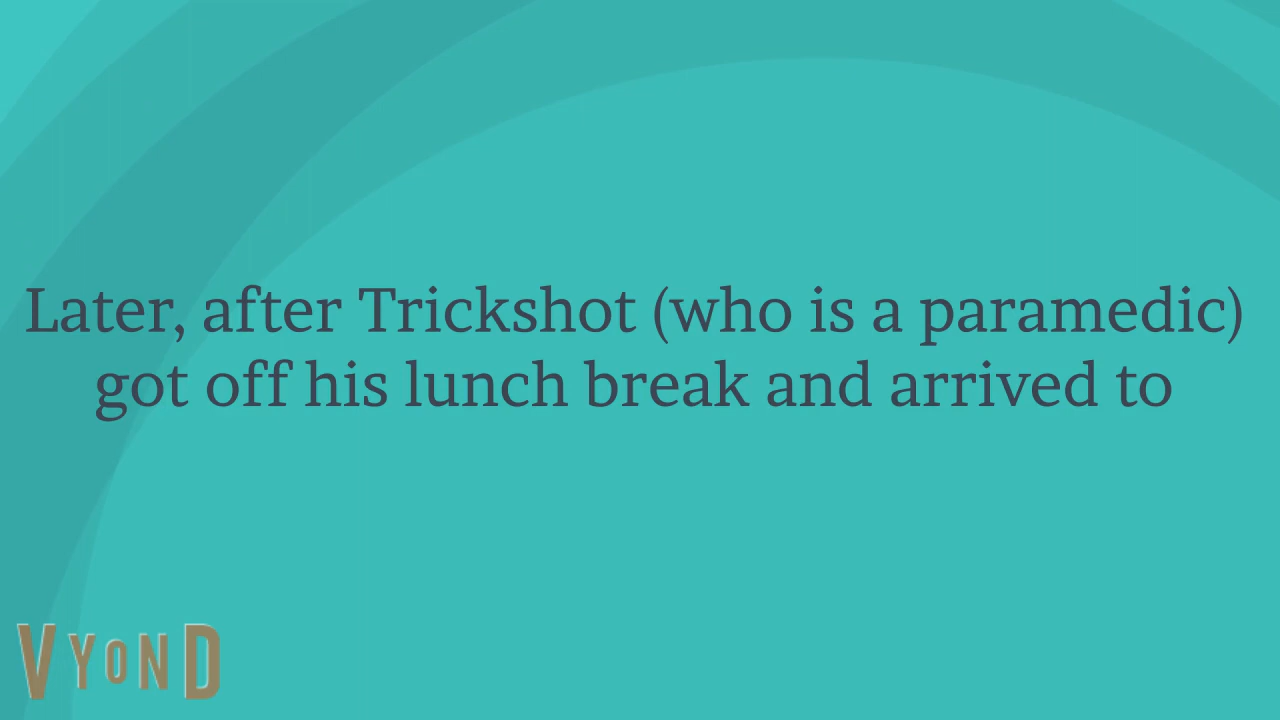 Later, after Trickshot (who is a paramedic)
got off his lunch break and arrived to
VYOND